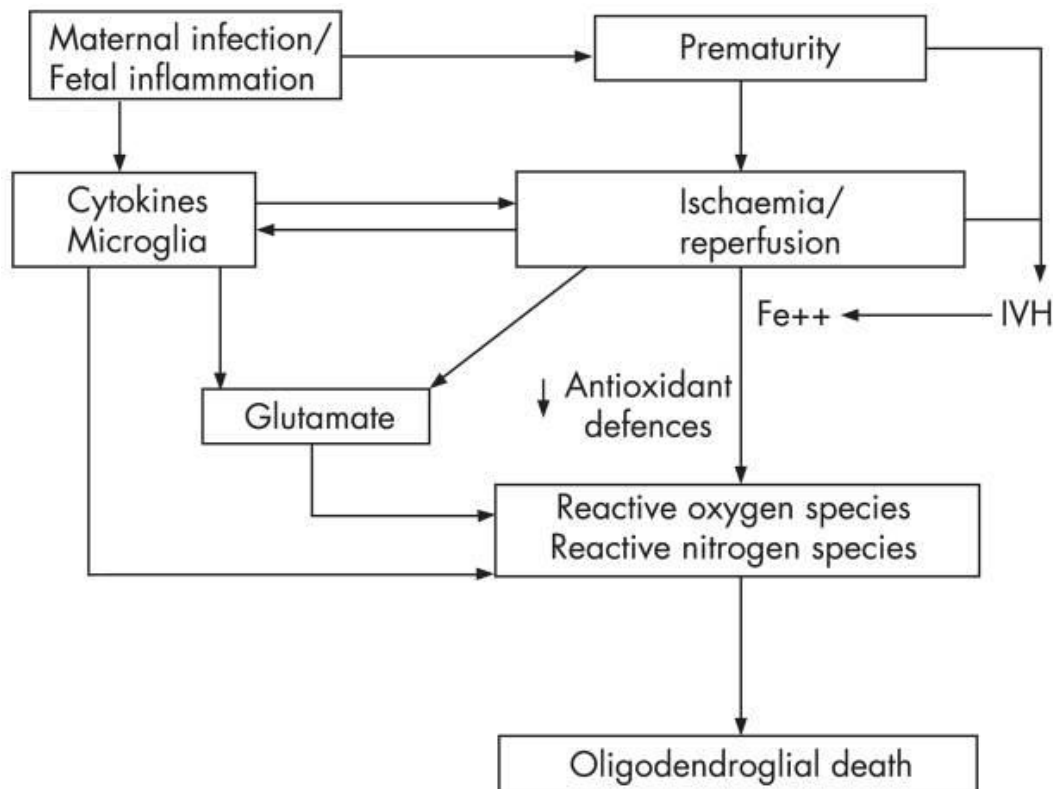 Maternal infection/
Fetal inflammation
Prematurity
Cytokines
Microglia
Ischaemia/
reperfusion
Fe++
IVH
↓ Antioxidant
defences
Glutamate
Reactive oxygen species
Reactive nitrogen species
Oligodendroglial death